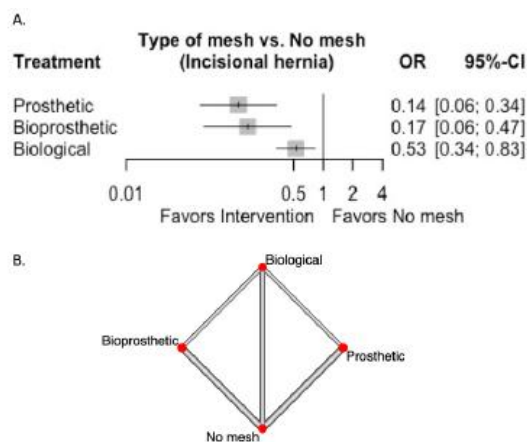 A.
Type of mesh vs. No mesh
Treatment (Incisional hernia) OR 95%-CI
Prosthetic 0.14 [0.06; 0.34]
Bioprosthetic 0.17 [0.06; 0.47]
Biological 0.53 [0.34; 0.83]
0.01 0.5 1 2 4
Favors Intervention Favors No mesh
B.
Biological
Bioprosthetic
Prosthetic
No mesh